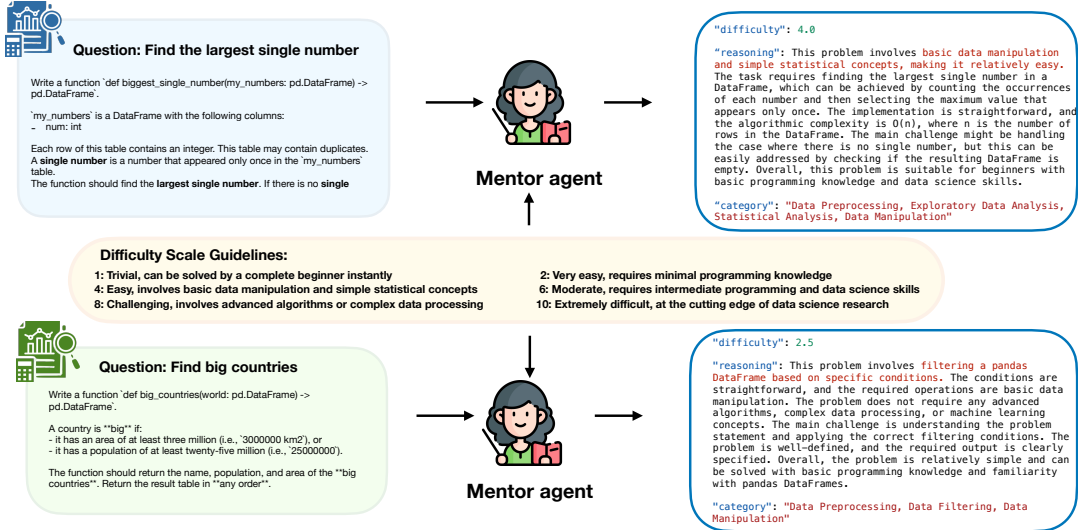 Question: Find the largest single number
Write a function `def biggest_single_number(my_numbers: pd.DataFrame) ->
pd.DataFrame`.
`my_numbers` is a DataFrame with the following columns:
- num: int
Each row of this table contains an integer. This table may contain duplicates.
A single number is a number that appeared only once in the `my_numbers`
table.
The function should find the largest single number. If there is no single
Mentor agent
"difficulty": 4.0
"reasoning": This problem involves basic data manipulation
and simple statistical concepts, making it relatively easy.
The task requires finding the largest single number in a
DataFrame, which can be achieved by counting the occurrences
of each number and then selecting the maximum value that
appears only once. The implementation is straightforward, and
the algorithmic complexity is O(n), where n is the number of
rows in the DataFrame. The main challenge might be handling
the case where there is no single number, but this can be
easily addressed by checking if the resulting DataFrame is
empty. Overall, this problem is suitable for beginners with
basic programming knowledge and data science skills.
"category": "Data Preprocessing, Exploratory Data Analysis,
Statistical Analysis, Data Manipulation"
Difficulty Scale Guidelines:
1: Trivial, can be solved by a complete beginner instantly
2: Very easy, requires minimal programming knowledge
4: Easy, involves basic data manipulation and simple statistical concepts
6: Moderate, requires intermediate programming and data science skills
8: Challenging, involves advanced algorithms or complex data processing
10: Extremely difficult, at the cutting edge of data science research
Question: Find big countries
Write a function `def big_countries(world: pd.DataFrame) ->
pd.DataFrame`.
A country is **big** if:
- it has an area of at least three million (i.e., `3000000 km2`), or
- it has a population of at least twenty-five million (i.e., `25000000`).
The function should return the name, population, and area of the **big
countries**. Return the result table in **any order**.
Mentor agent
"difficulty": 2.5
"reasoning": This problem involves filtering a pandas
DataFrame based on specific conditions. The conditions are
straightforward, and the required operations are basic data
manipulation. The problem does not require any advanced
algorithms, complex data processing, or machine learning
concepts. The main challenge is understanding the problem
statement and applying the correct filtering conditions. The
problem is well-defined, and the required output is clearly
specified. Overall, the problem is relatively simple and can
be solved with basic programming knowledge and familiarity
with pandas DataFrames.
"category": "Data Preprocessing, Data Filtering, Data
Manipulation"